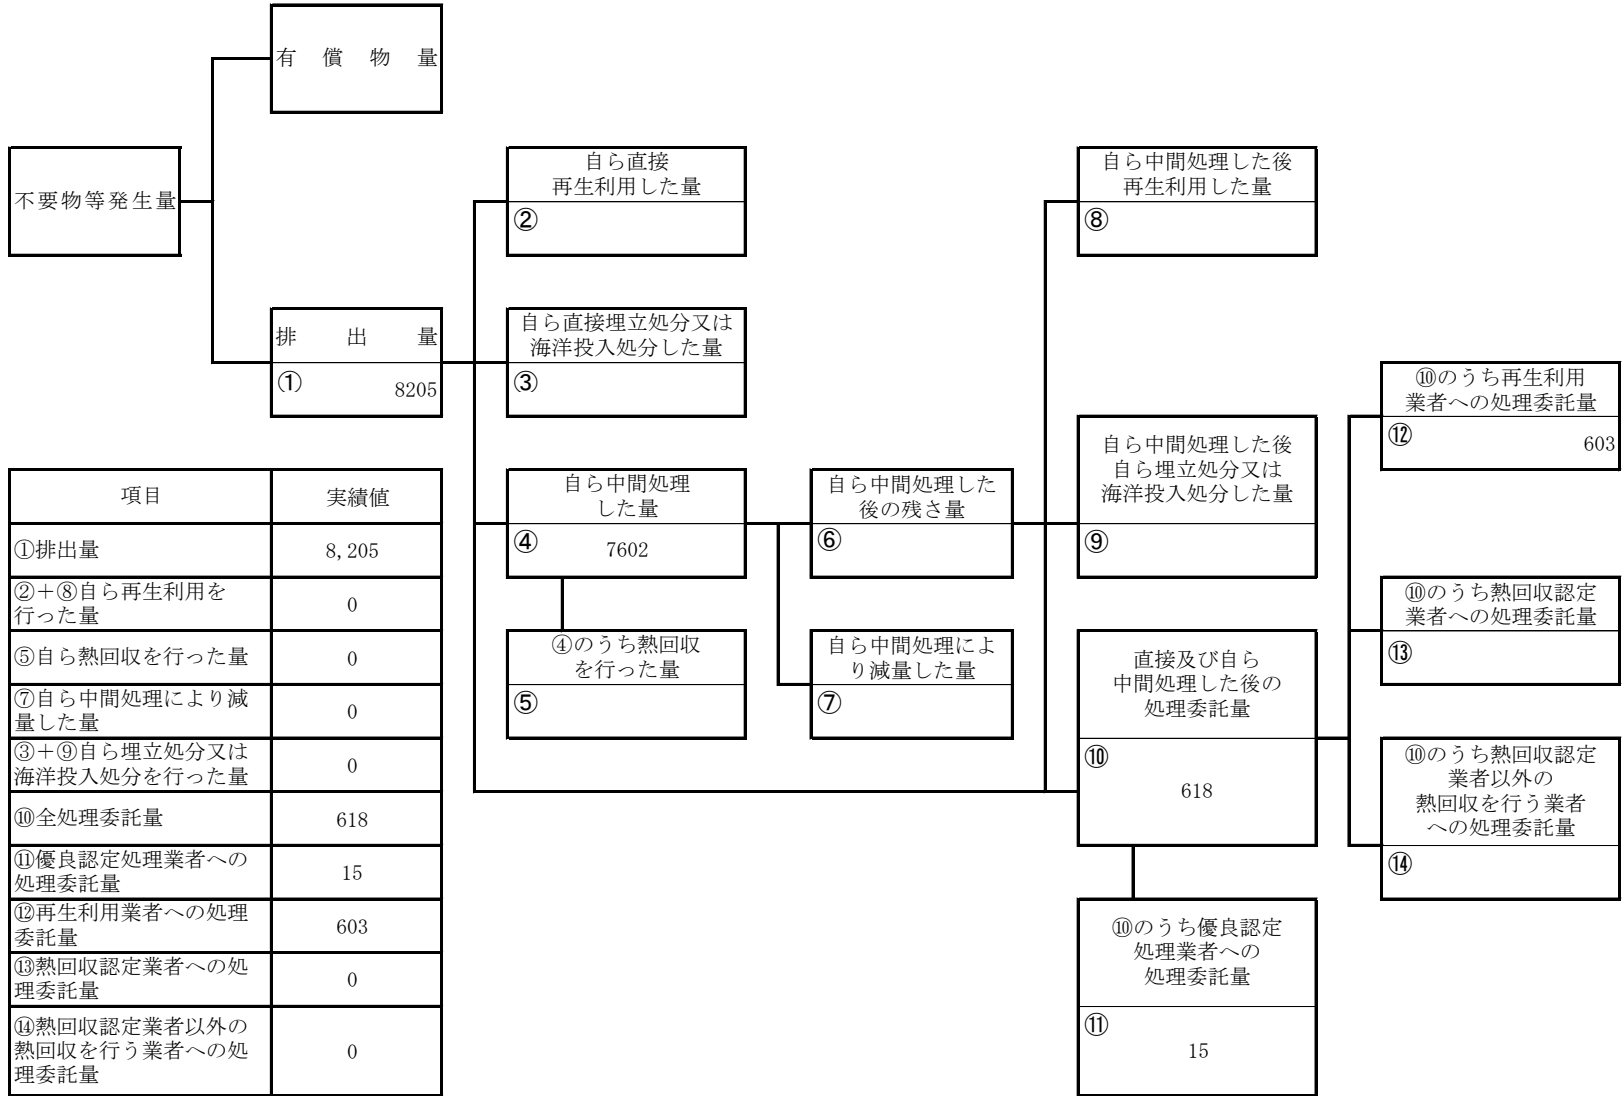 有償物量
不要物等発生量
自ら直接
再生利用した量
②
自ら中間処理した後
再生利用した量
⑧
排出量
①
8205
自ら直接埋立処分又は
海洋投入処分した量
③
⑩のうち再生利用
業者への処理委託量
⑫
603
自ら中間処理
した量
④
7602
自ら中間処理した
後の残さ量
⑥
自ら中間処理した後
自ら埋立処分又は
海洋投入処分した量
⑨
⑩のうち熱回収認定
業者への処理委託量
⑬
④のうち熱回収
を行った量
⑤
自ら中間処理によ
り減量した量
⑦
直接及び自ら
中間処理した後の
処理委託量
⑩
618
⑩のうち熱回収認定
業者以外の
熱回収を行う業者
への処理委託量
⑭
⑩のうち優良認定
処理業者への
処理委託量
⑪
15
項目 実績値
①排出量 8,205
②+⑧自ら再生利用を
行った量 0
⑤自ら熱回収を行った量 0
⑦自ら中間処理により減
量した量 0
③+⑨自ら埋立処分又は
海洋投入処分を行った量 0
⑩全処理委託量 618
⑪優良認定処理業者への
処理委託量 15
⑫再生利用業者への処理
委託量 603
⑬熱回収認定業者への処
理委託量 0
⑭熱回収認定業者以外の
熱回収を行う業者への処
理委託量 0